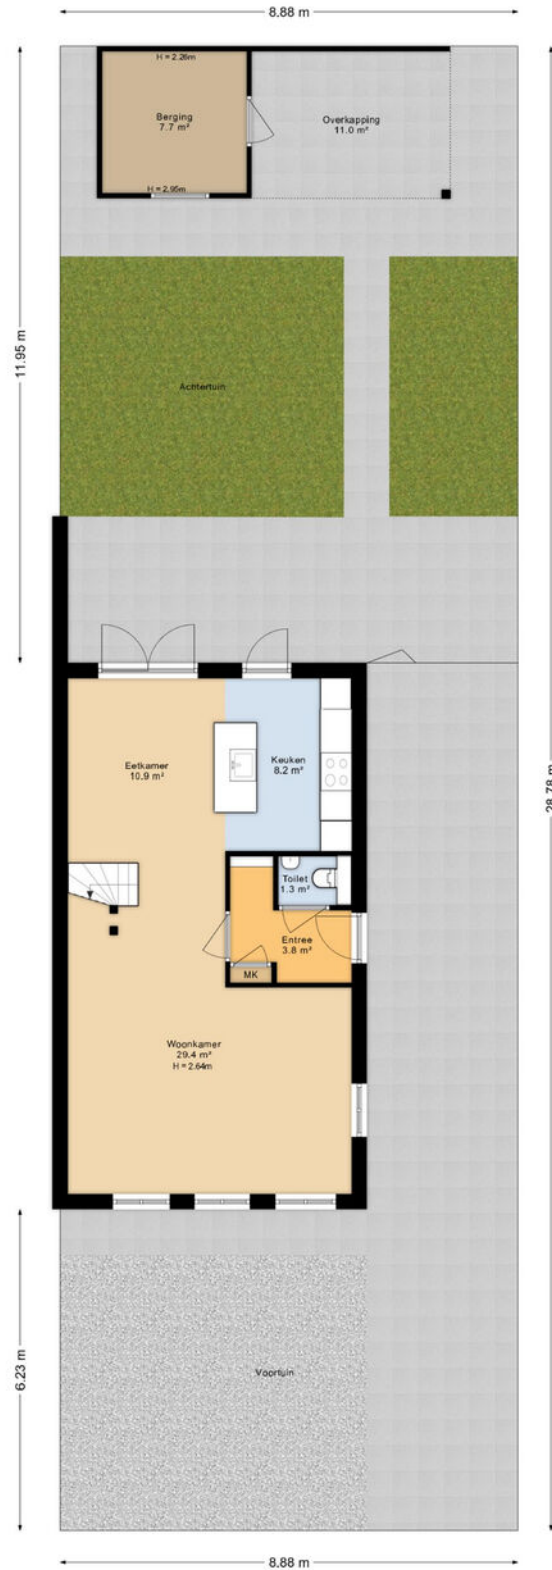 8.88 m
H = 2.26m
Berging
7.7 m²
Overkapping
11.0 m²
H = 2.95m
11.95 m
Achtertuin
28.78 m
Eetkamer
10.9 m²
Keuken
8.2 m²
Toilet
1.3 m²
Entree
3.8 m²
MK
Woonkamer
29.4 m²
H = 2.64m
6.23 m
Voortuin
8.88 m